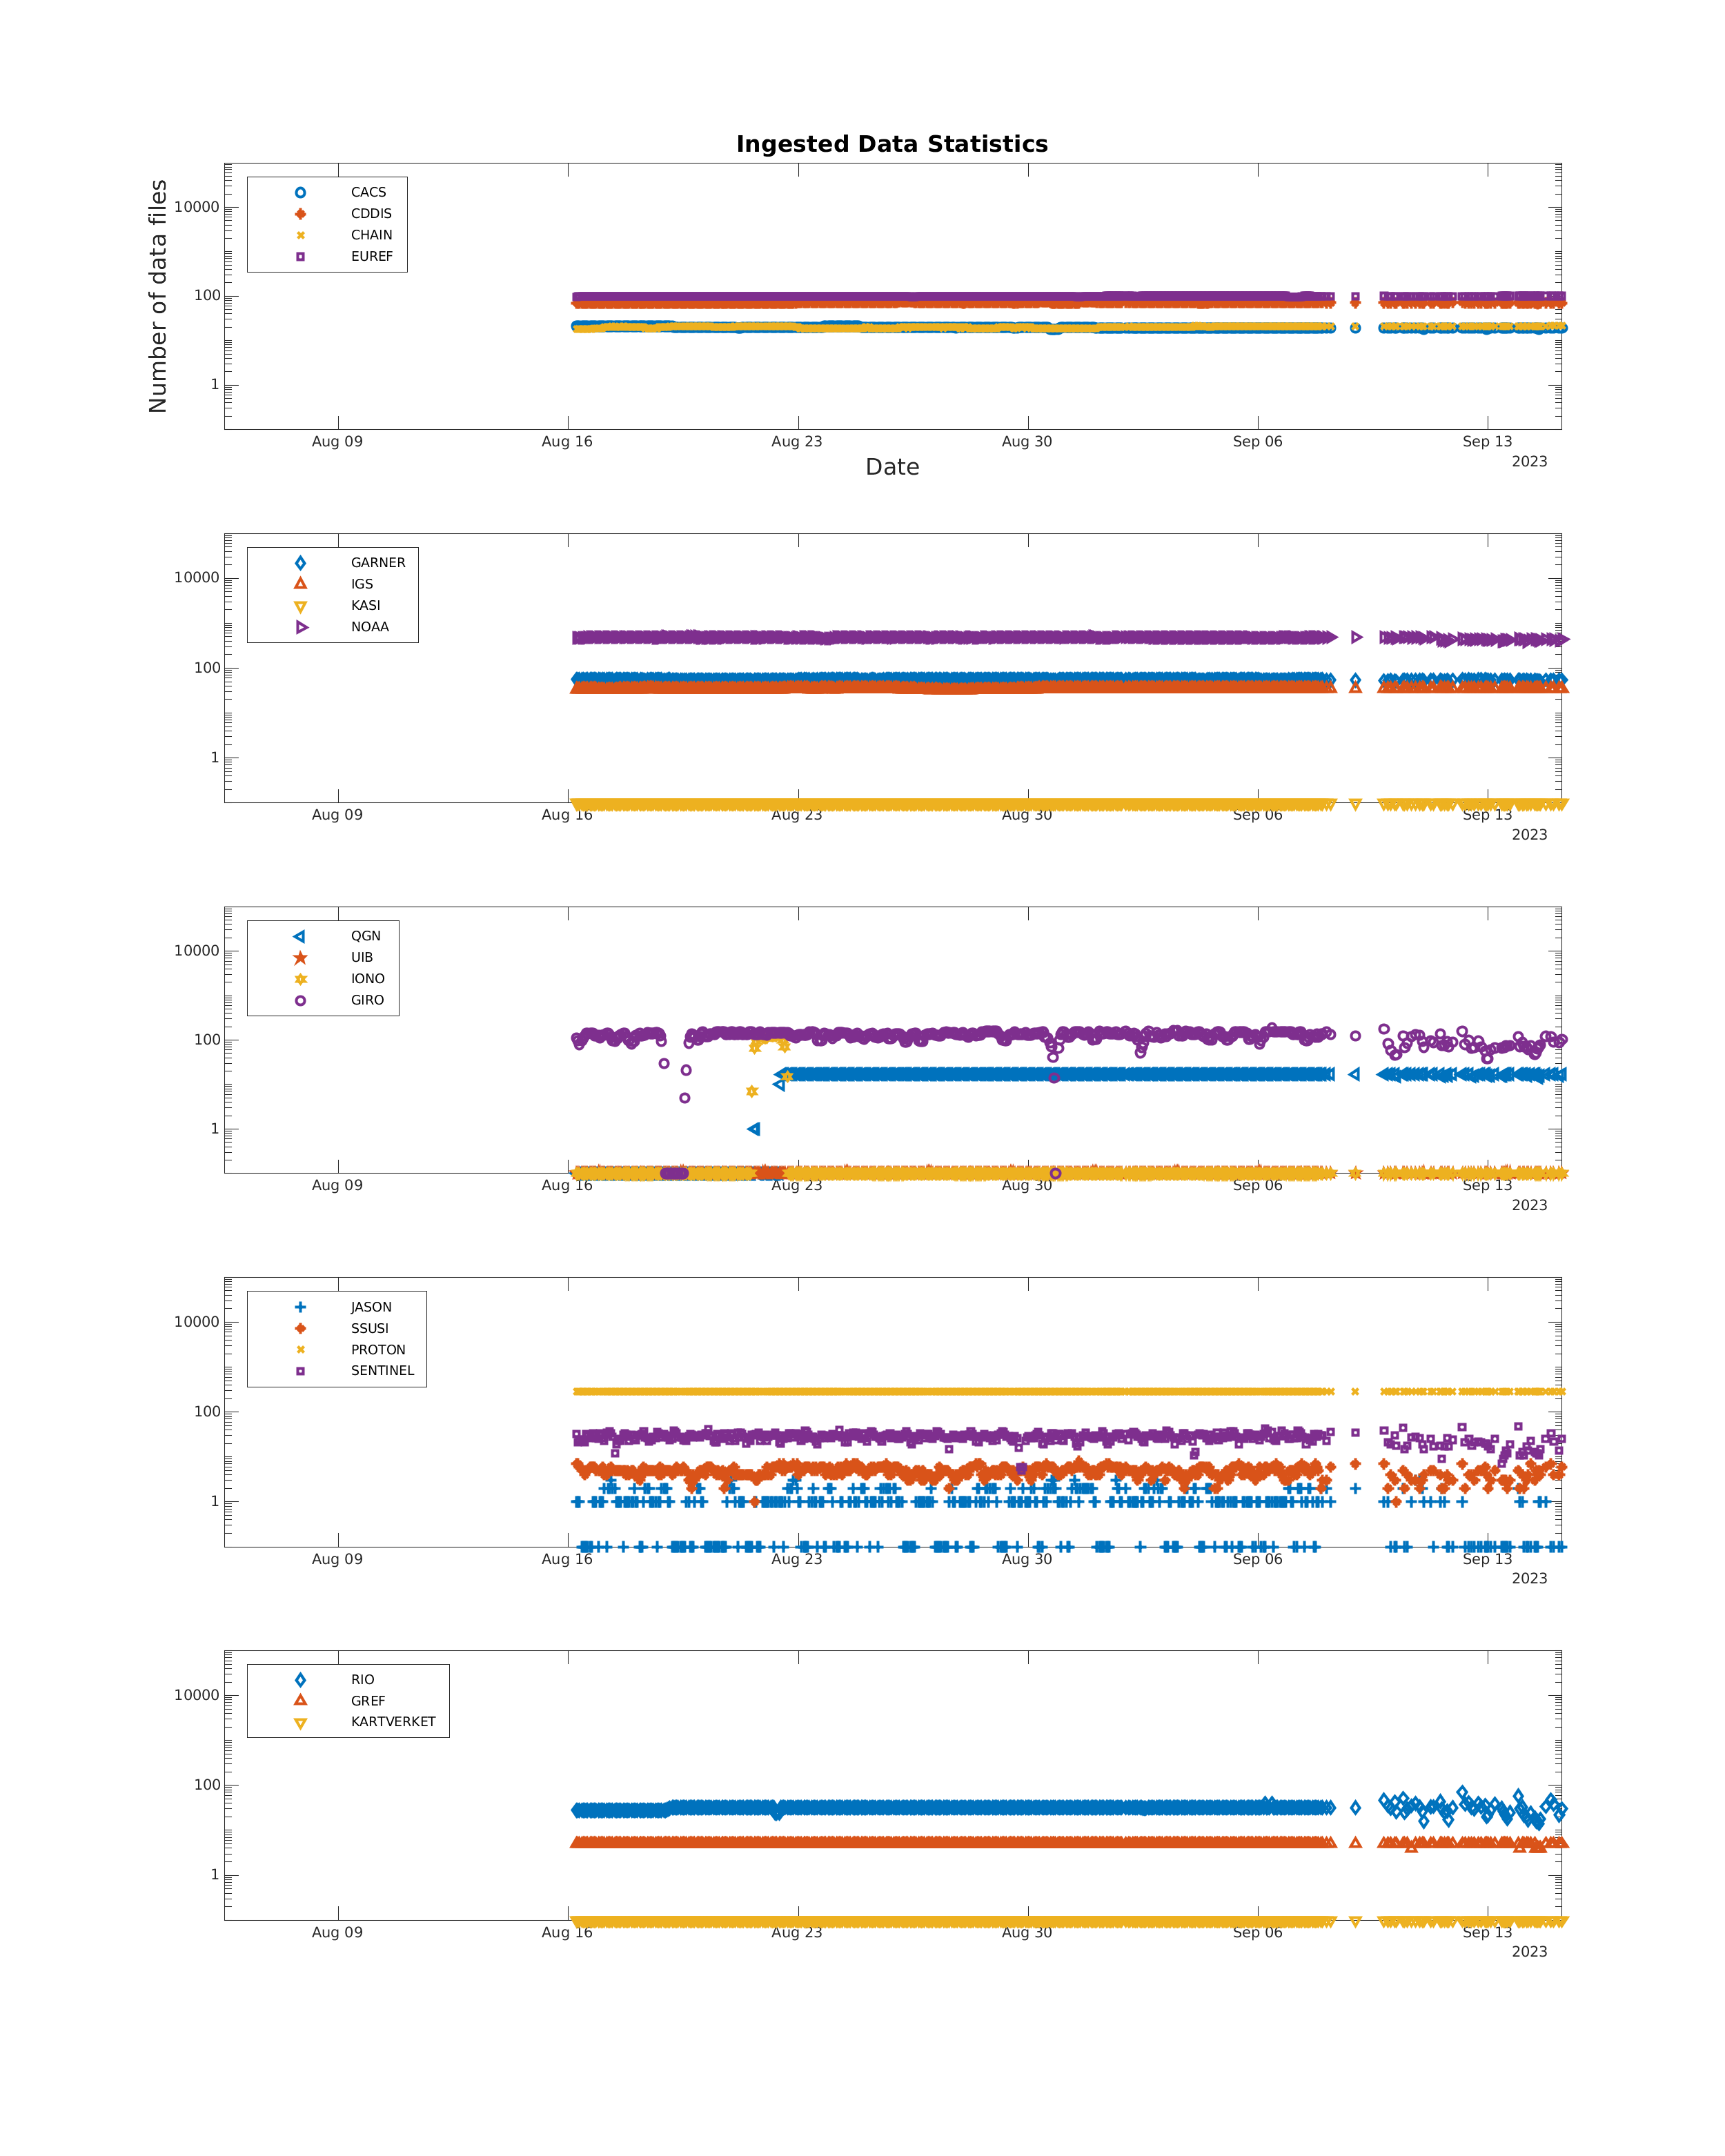 Ingested Data Statistics
Number of data files
10000
100
1
CACS
CDDIS
CHAIN
EUREF
Aug 09 Aug 16 Aug 23 Aug 30 Sep 06 Sep 13
2023
Date
10000
100
1
GARNER
IGS
KASI
NOAA
Aug 09 Aug 16 Aug 23 Aug 30 Sep 06 Sep 13
2023
10000
100
1
QGN
UIB
IONO
GIRO
Aug 09 Aug 16 Aug 23 Aug 30 Sep 06 Sep 13
2023
10000
100
1
JASON
SSUSI
PROTON
SENTINEL
Aug 09 Aug 16 Aug 23 Aug 30 Sep 06 Sep 13
2023
10000
100
1
RIO
GREF
KARTVERKET
Aug 09 Aug 16 Aug 23 Aug 30 Sep 06 Sep 13
2023